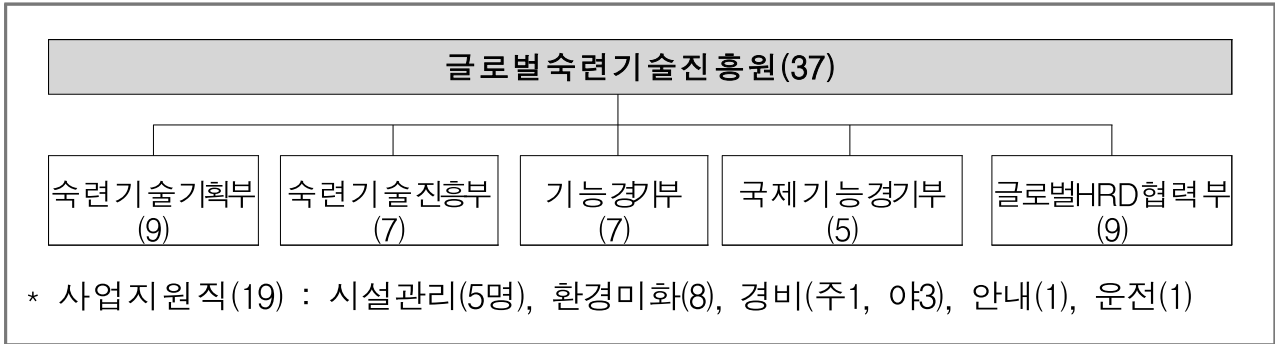 글로벌숙련기술진흥원(37)
숙련기술기획부
(9)
숙련기술진흥부
(7)
기능경기부
(7)
국제기능경기부
(5)
글로벌HRD협력부
(9)
* 사업지원직(19) : 시설관리(5명), 환경미화(8), 경비(주1, 야3), 안내(1), 운전(1)